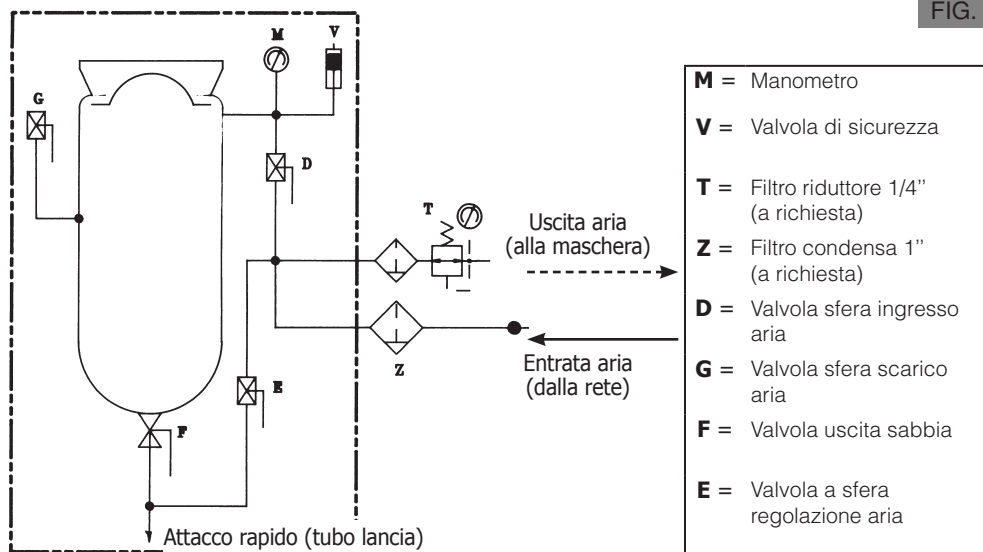 FIG.
M
V
G
D
T
Uscita aria
(alla maschera)
Entrata aria
(dalla rete)
Z
E
F
Attacco rapido (tubo lancia)
M = Manometro
V = Valvola di sicurezza
T = Filtro riduttore 1/4’’
(a richiesta)
Z = Filtro condensa 1’’
(a richiesta)
D = Valvola sfera ingresso
aria
G = Valvola sfera scarico
aria
F = Valvola uscita sabbia
E = Valvola a sfera
regolazione aria